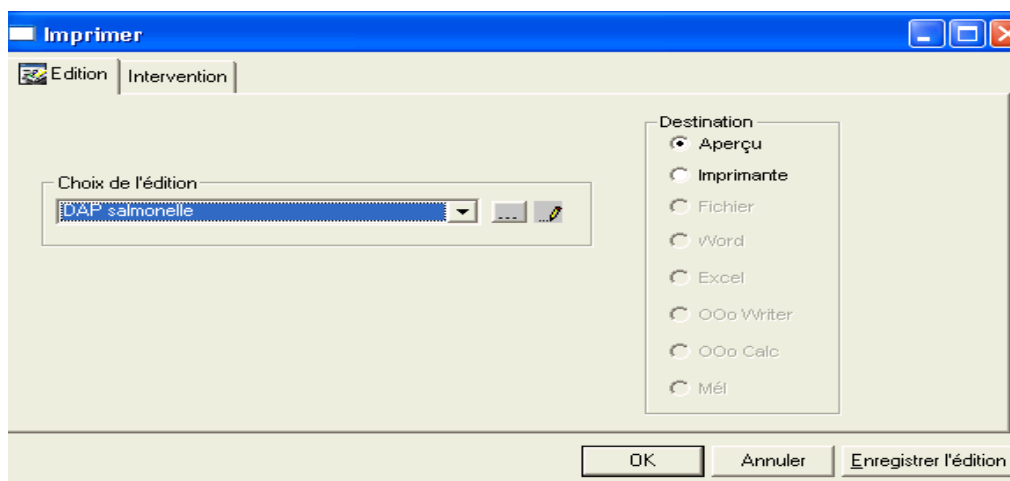 Imprimer
Edition
Intervention
Destination
Aperçu
Imprimante
Choix de l'édition
DAP salmonelle
...
Fichier
Word
Excel
OOo Writer
OOo Calc
Mél
OK
Annuler
Enregistrer l'édition